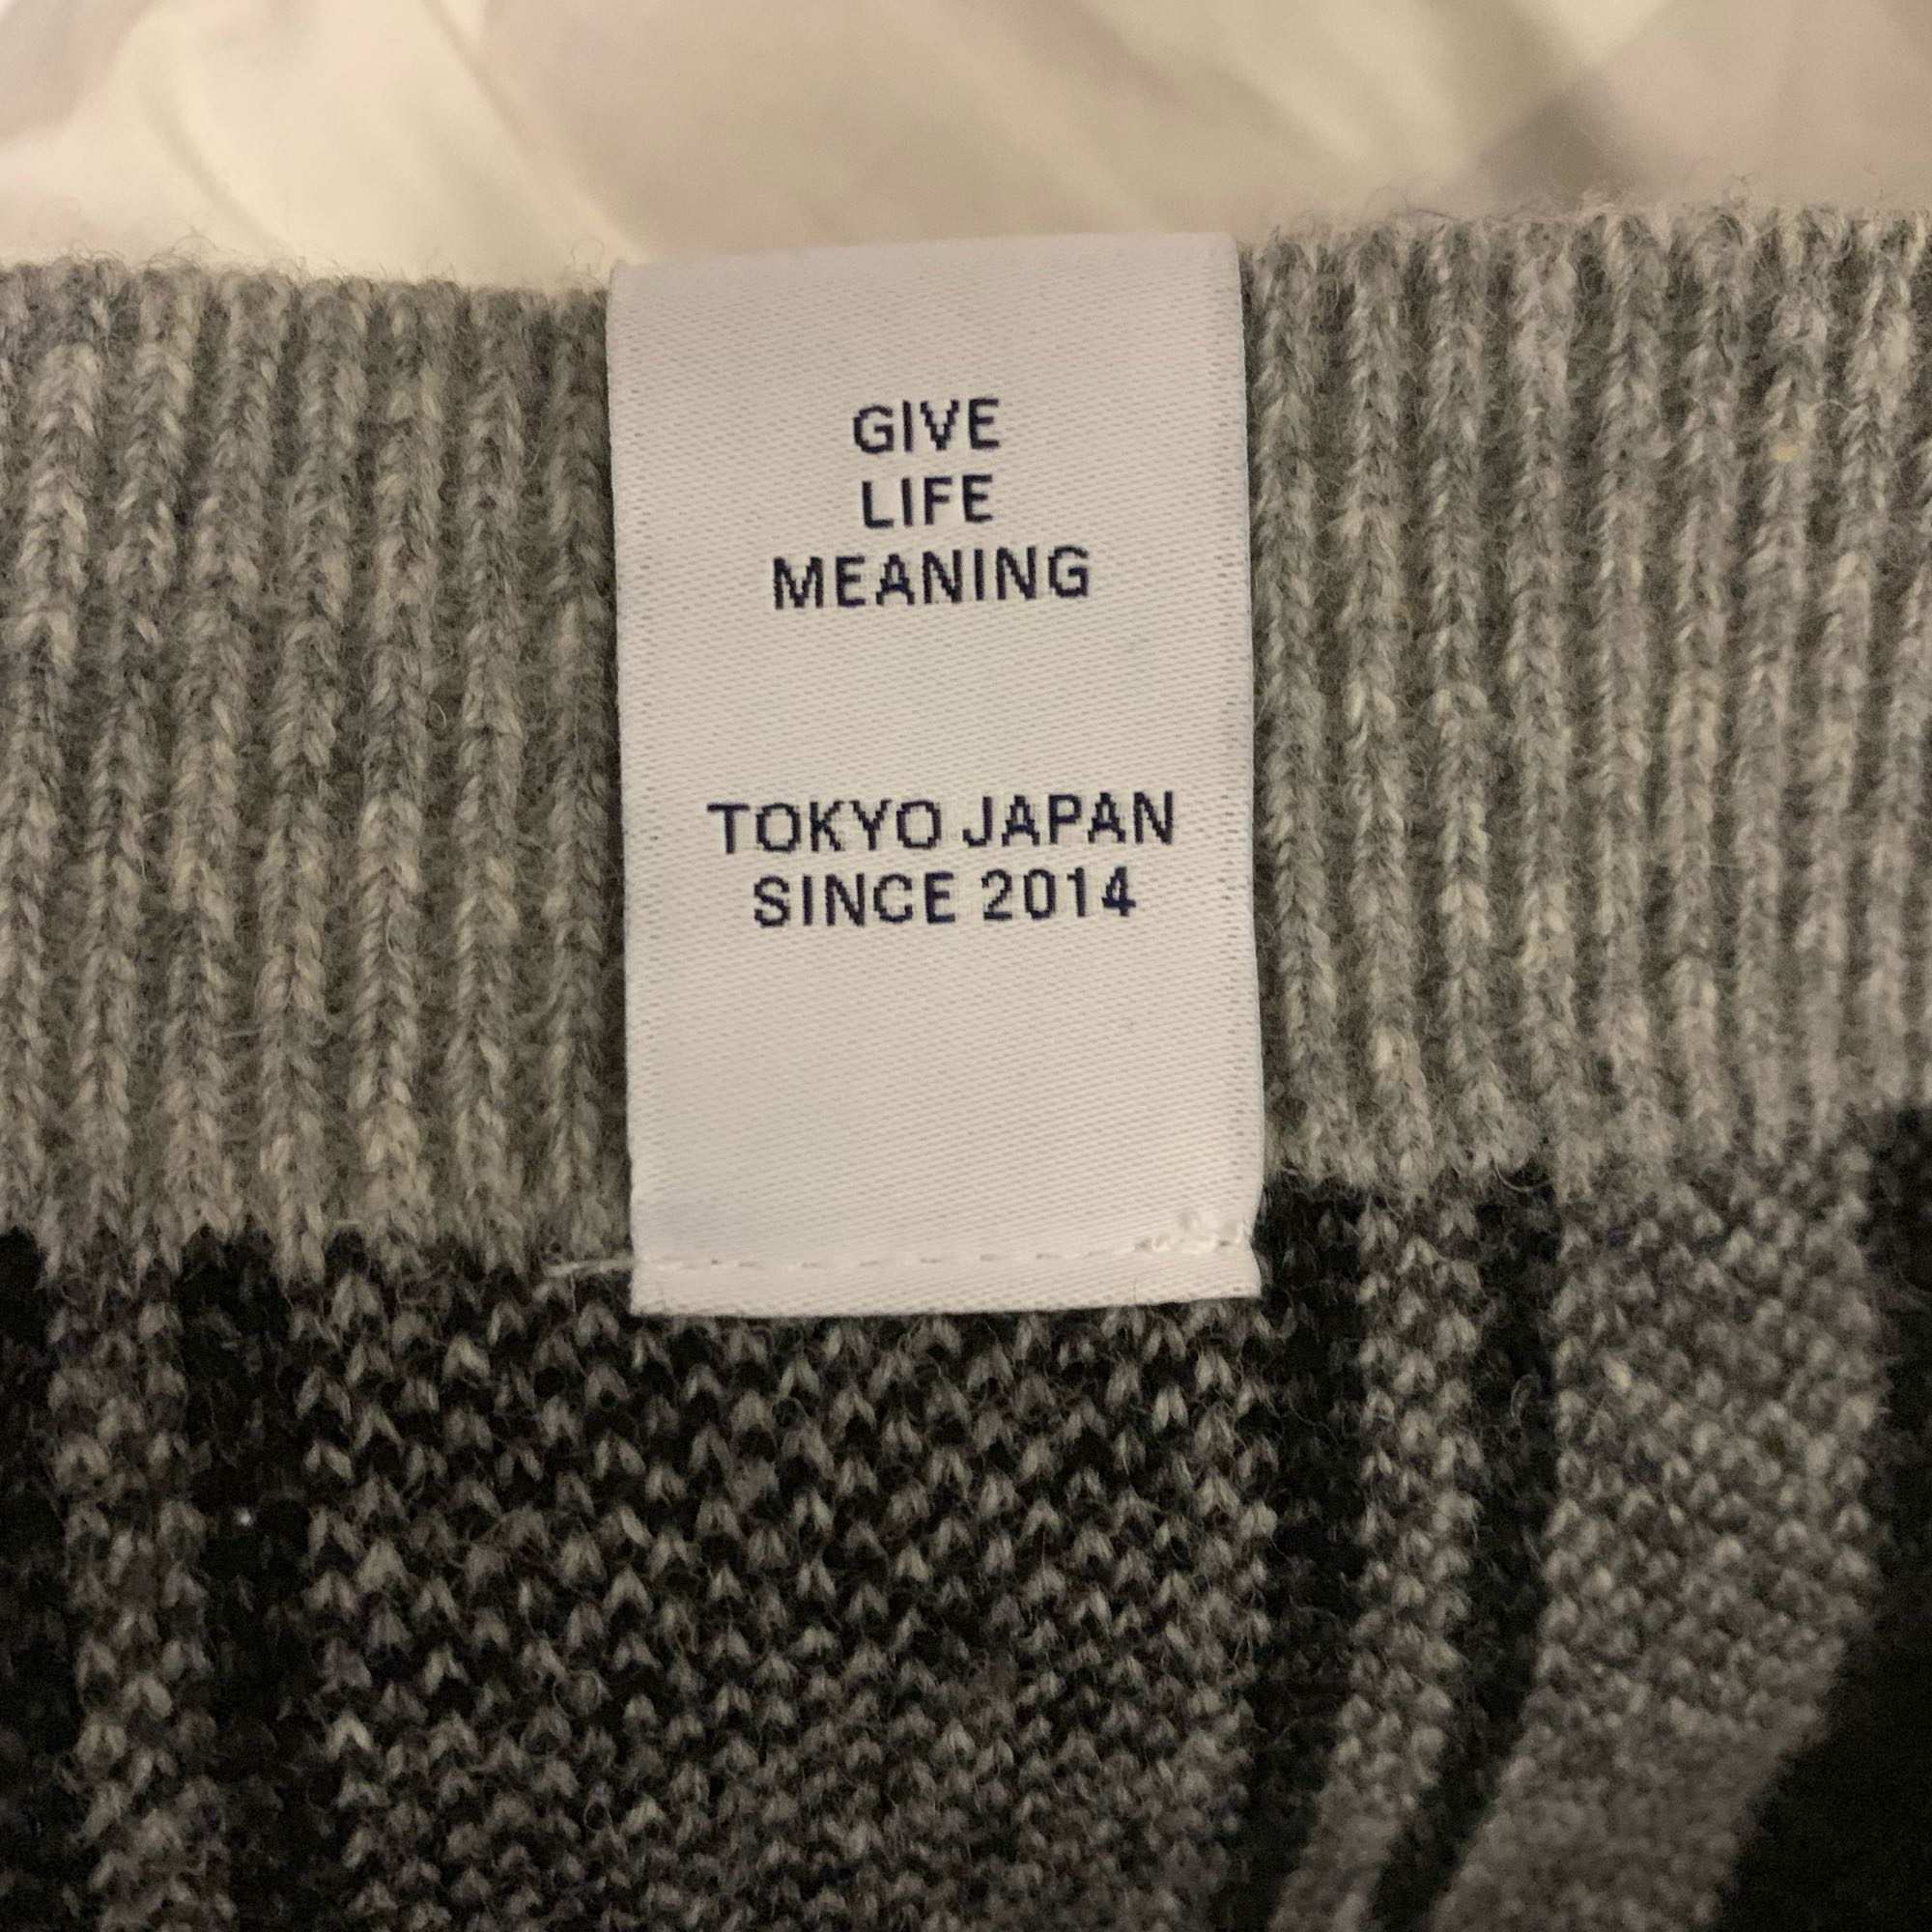 GIVE
LIFE
MEANING
TOKYO JAPAN
SINCE 2014